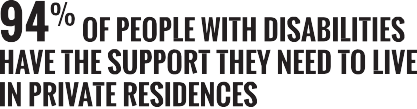 94% OF PEOPLE WITH DISABILITIES
HAVE THE SUPPORT THEY NEED TO LIVE
IN PRIVATE RESIDENCES